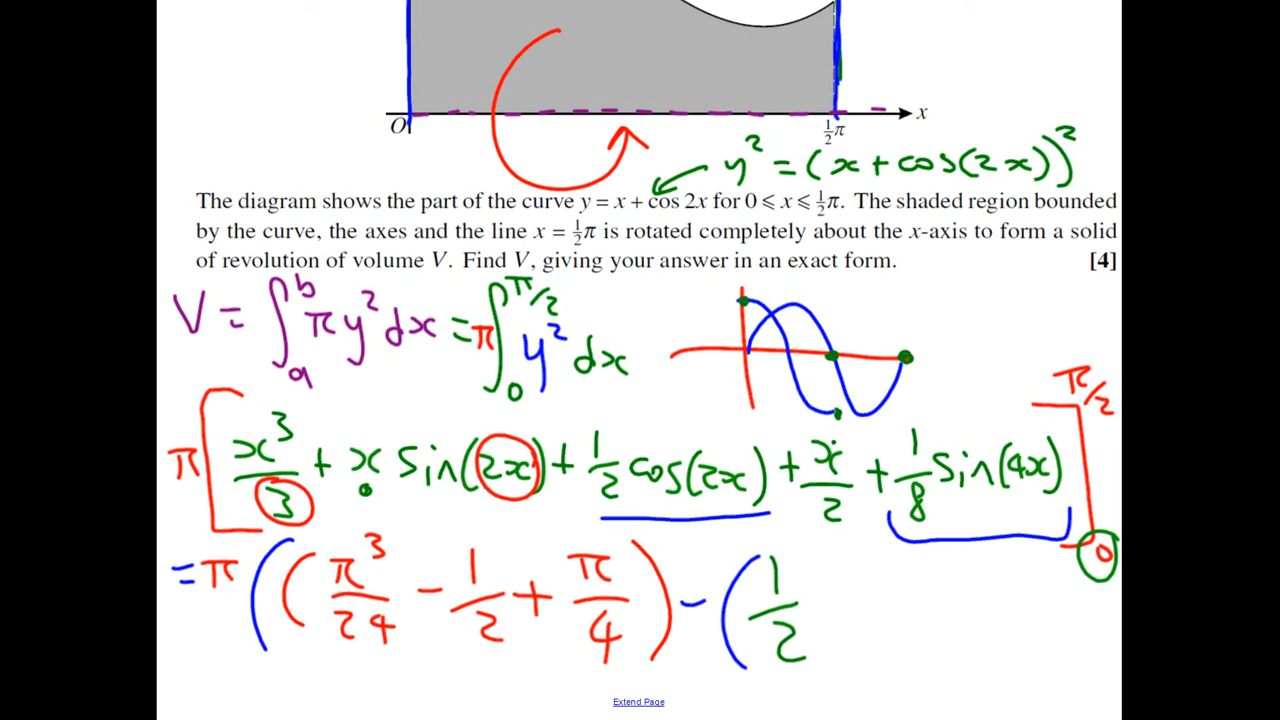 O
½π
x
y² = (x + cos(2x))²
The diagram shows the part of the curve y = x + cos 2x for 0 ⩽ x ⩽ ½π. The shaded region bounded
by the curve, the axes and the line x = ½π is rotated completely about the x-axis to form a solid
of revolution of volume V. Find V, giving your answer in an exact form. [4]
V = ∫ₐᵇ πy² dx = π ∫₀^{π/2} y² dx
π [ x³/3 + x sin(2x) + 1/2 cos(2x) + x/2 + 1/8 sin(4x) ]₀^{π/2}
= π ( ( π³/24 − 1/2 + π/4 ) − ( 1/2
Extend Page